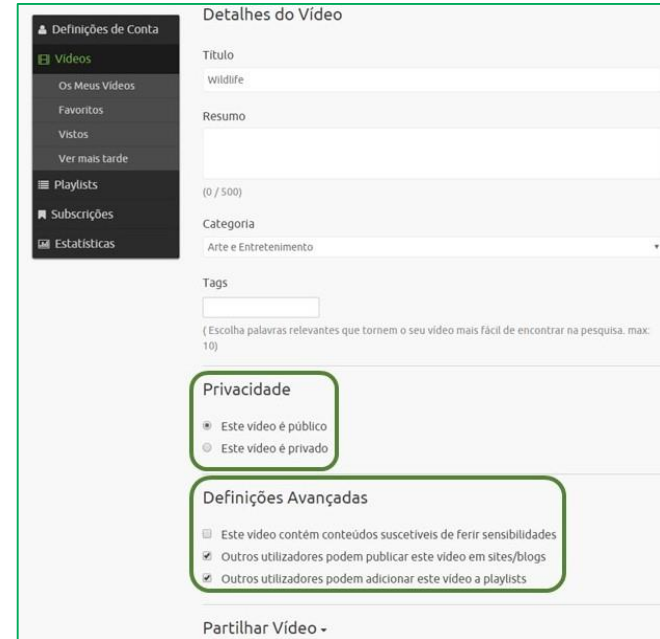 Definições de Conta
Vídeos
Os Meus Vídeos
Favoritos
Vistos
Ver mais tarde
Playlists
Subscrições
Estatísticas
Detalhes do Vídeo
Título
Wildlife
Resumo
(0 / 500)
Categoria
Arte e Entretenimento
Tags
( Escolha palavras relevantes que tornem o seu vídeo mais fácil de encontrar na pesquisa. max:
10)
Privacidade
Este vídeo é público
Este vídeo é privado
Definições Avançadas
Este vídeo contém conteúdos suscetíveis de ferir sensibilidades
Outros utilizadores podem publicar este vídeo em sites/blogs
Outros utilizadores podem adicionar este vídeo a playlists
Partilhar Vídeo